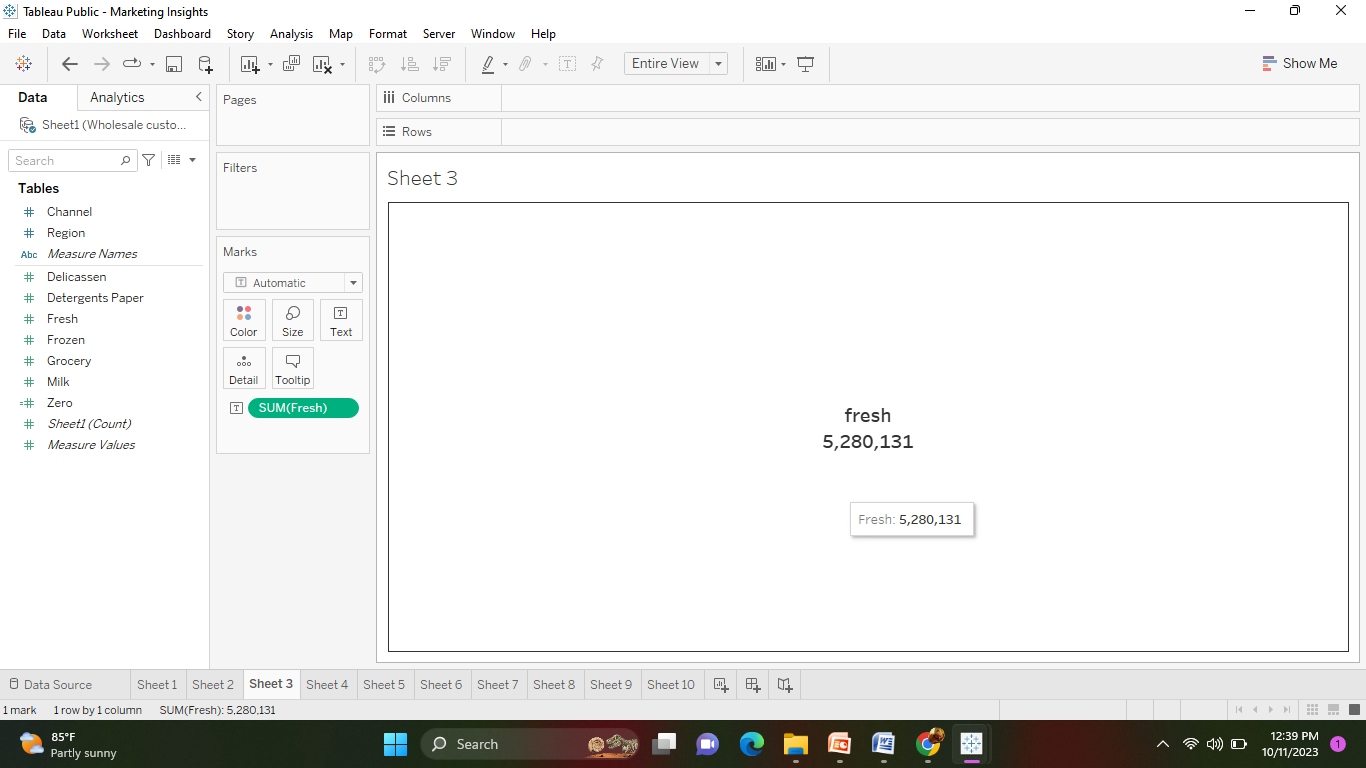 Tableau Public - Marketing Insights
File Data Worksheet Dashboard Story Analysis Map Format Server Window Help
Entire View
Show Me
Data Analytics
Sheet1 (Wholesale custo...
Search
Tables
Channel
Region
Abc Measure Names
Delicassen
Detergents Paper
Fresh
Frozen
Grocery
Milk
Zero
Sheet1 (Count)
Measure Values
Pages
Filters
Marks
T Automatic
Color Size Text
Detail Tooltip
T SUM(Fresh)
Columns
Rows
Sheet 3
fresh
5,280,131
Fresh: 5,280,131
Data Source Sheet 1 Sheet 2 Sheet 3 Sheet 4 Sheet 5 Sheet 6 Sheet 7 Sheet 8 Sheet 9 Sheet 10
1 mark 1 row by 1 column SUM(Fresh): 5,280,131
85°F
Partly sunny
Search
12:39 PM
10/11/2023
1